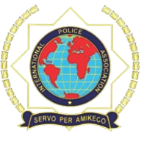 INTERNATIONAL POLICE ASSOCIATION
SERVO PER AMIKECO